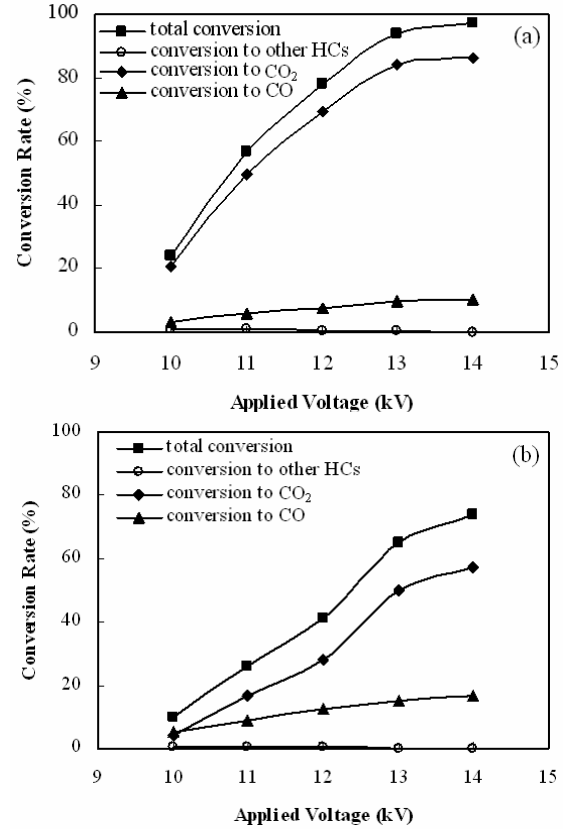 100
80
60
40
20
0
Conversion Rate (%)
total conversion
conversion to other HCs
conversion to CO₂
conversion to CO
(a)
9 10 11 12 13 14 15
Applied Voltage (kV)
100
80
60
40
20
0
Conversion Rate (%)
total conversion
conversion to other HCs
conversion to CO₂
conversion to CO
(b)
9 10 11 12 13 14 15
Applied Voltage (kV)